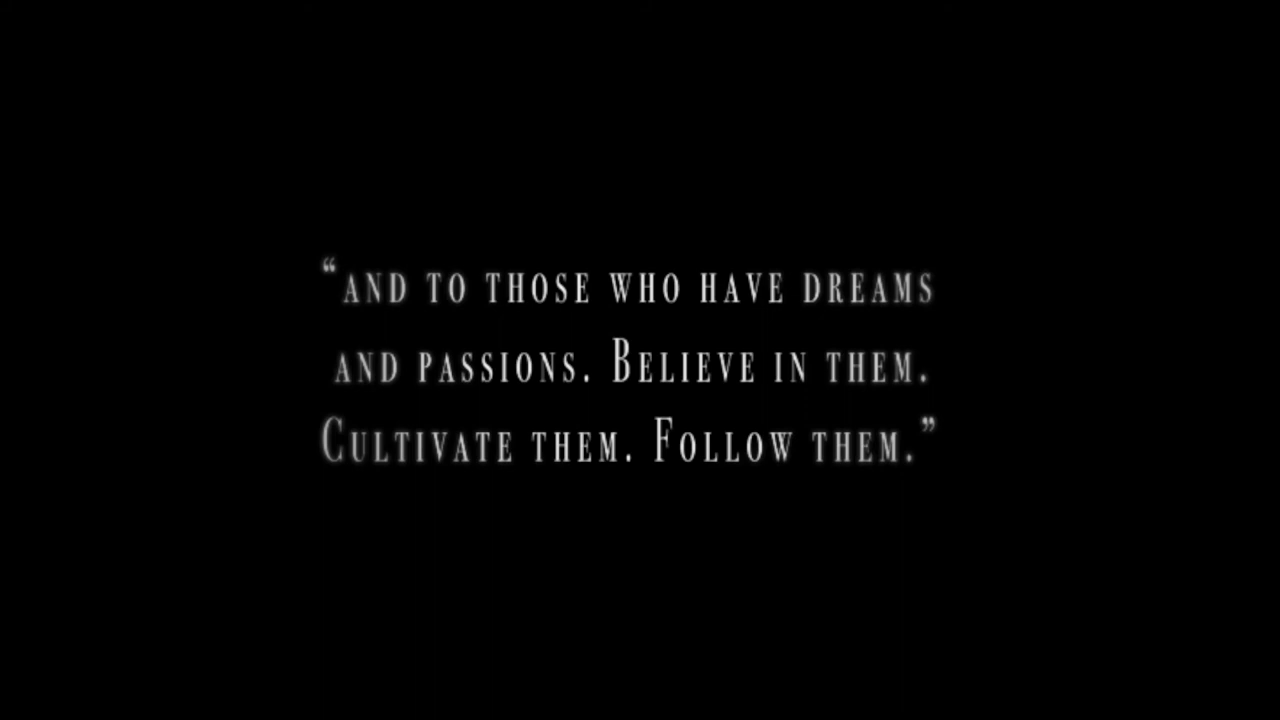 “and to those who have dreams
and passions. Believe in them.
Cultivate them. Follow them.”